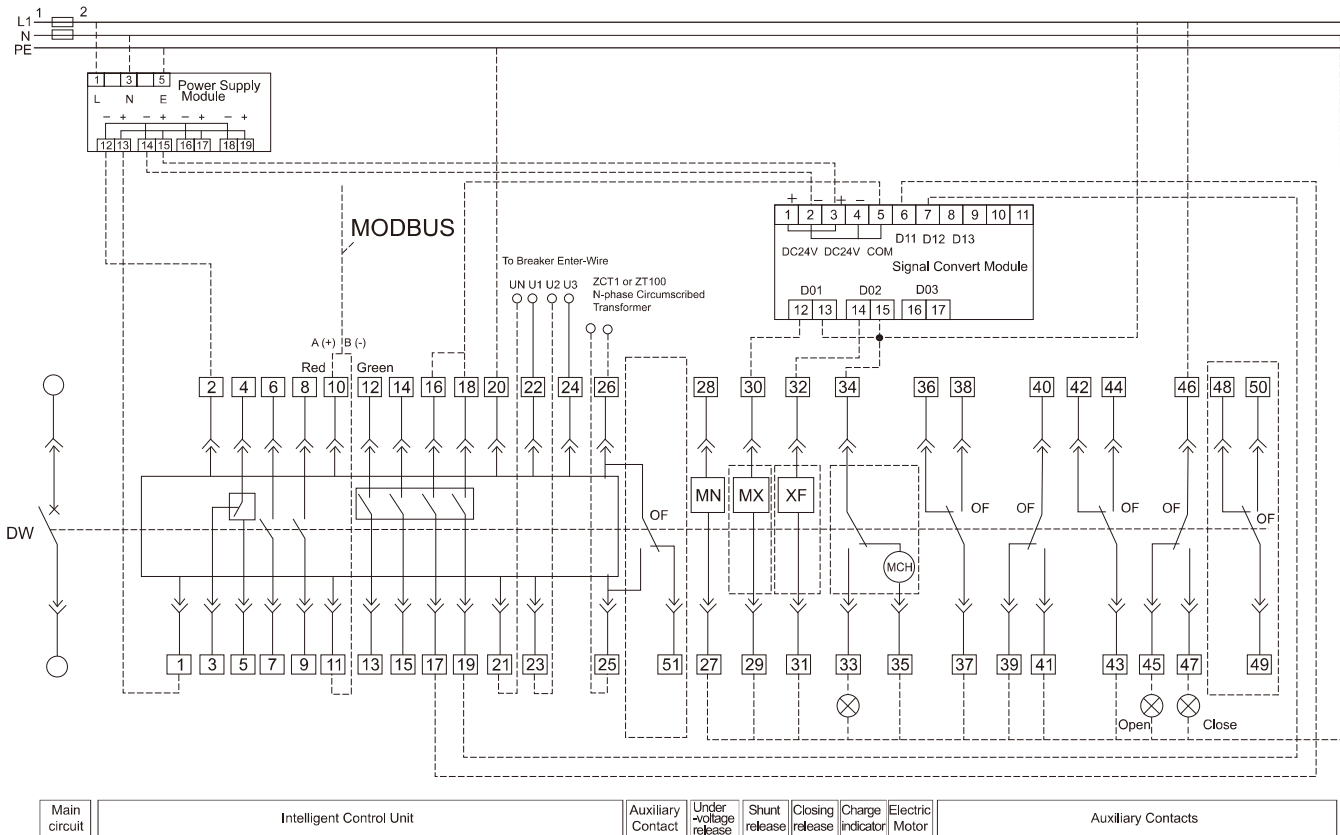 1 2
L1
N
PE
1 3 5
Power Supply
Module
L N E
− + − + − + − +
12 13 14 15 16 17 18 19
MODBUS
+ − + −
1 2 3 4 5 6 7 8 9 10 11
D11 D12 D13
DC24V DC24V COM
Signal Convert Module
D01 D02 D03
12 13 14 15 16 17
To Breaker Enter-Wire
UN U1 U2 U3
ZCT1 or ZT100
N-phase Circumscribed
Transformer
A (+) B (-)
Red Green
2 4 6 8 10 12 14 16 18 20 22 24 26 28 30 32 34 36 38 40 42 44 46 48 50
MN MX XF
OF OF OF OF OF OF
DW
MCH
1 3 5 7 9 11 13 15 17 19 21 23 25 51 27 29 31 33 35 37 39 41 43 45 47 49
Open Close
Main
circuit
Intelligent Control Unit
Auxiliary
Contact
Under
-voltage
release
Shunt
release
Closing
release
Charge
indicator
Electric
Motor
Auxiliary Contacts